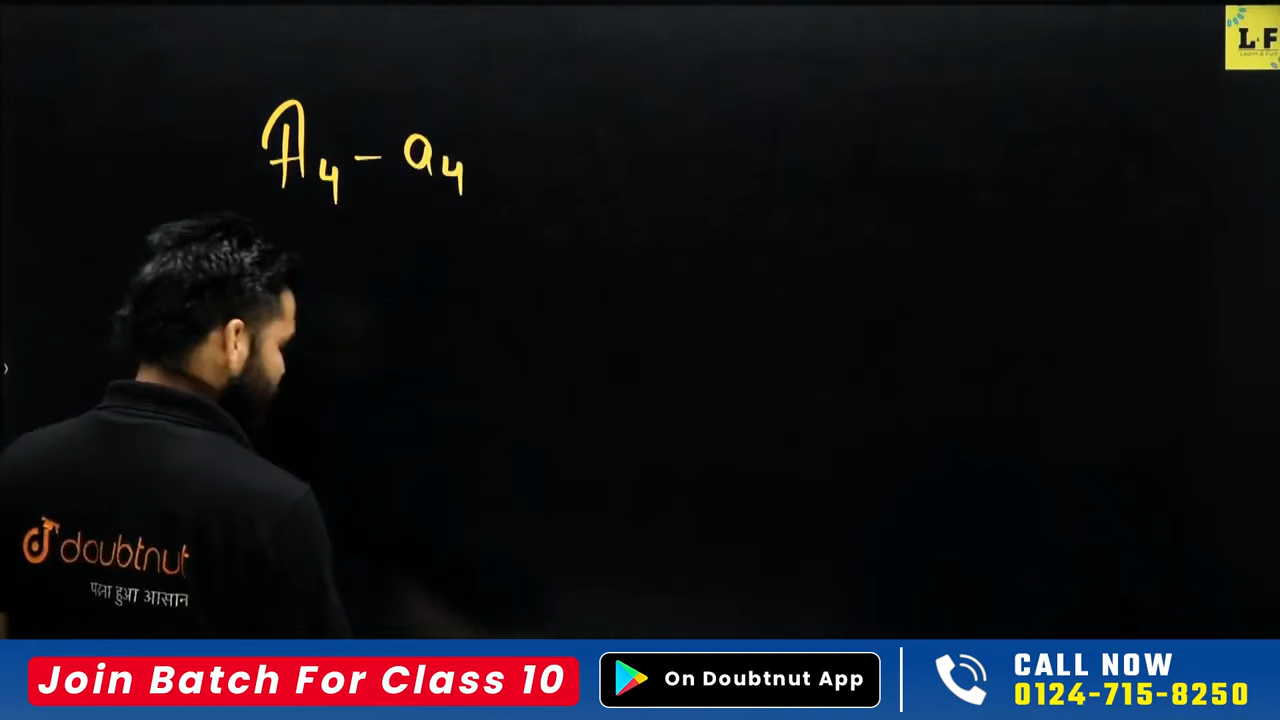 L&F
Learn & Fun
A₄ - a₄
doubtnut
पढ़ना हुआ आसान
Join Batch For Class 10
On Doubtnut App
CALL NOW
0124-715-8250